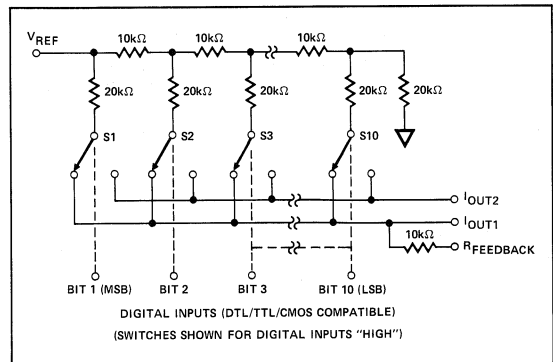 VREF
10kΩ 10kΩ 10kΩ
20kΩ 20kΩ 20kΩ 20kΩ 20kΩ
S1 S2 S3 S10
IOUT2
IOUT1
10kΩ
RFEEDBACK
BIT 1 (MSB) BIT 2 BIT 3 BIT 10 (LSB)
DIGITAL INPUTS (DTL/TTL/CMOS COMPATIBLE)
(SWITCHES SHOWN FOR DIGITAL INPUTS "HIGH")